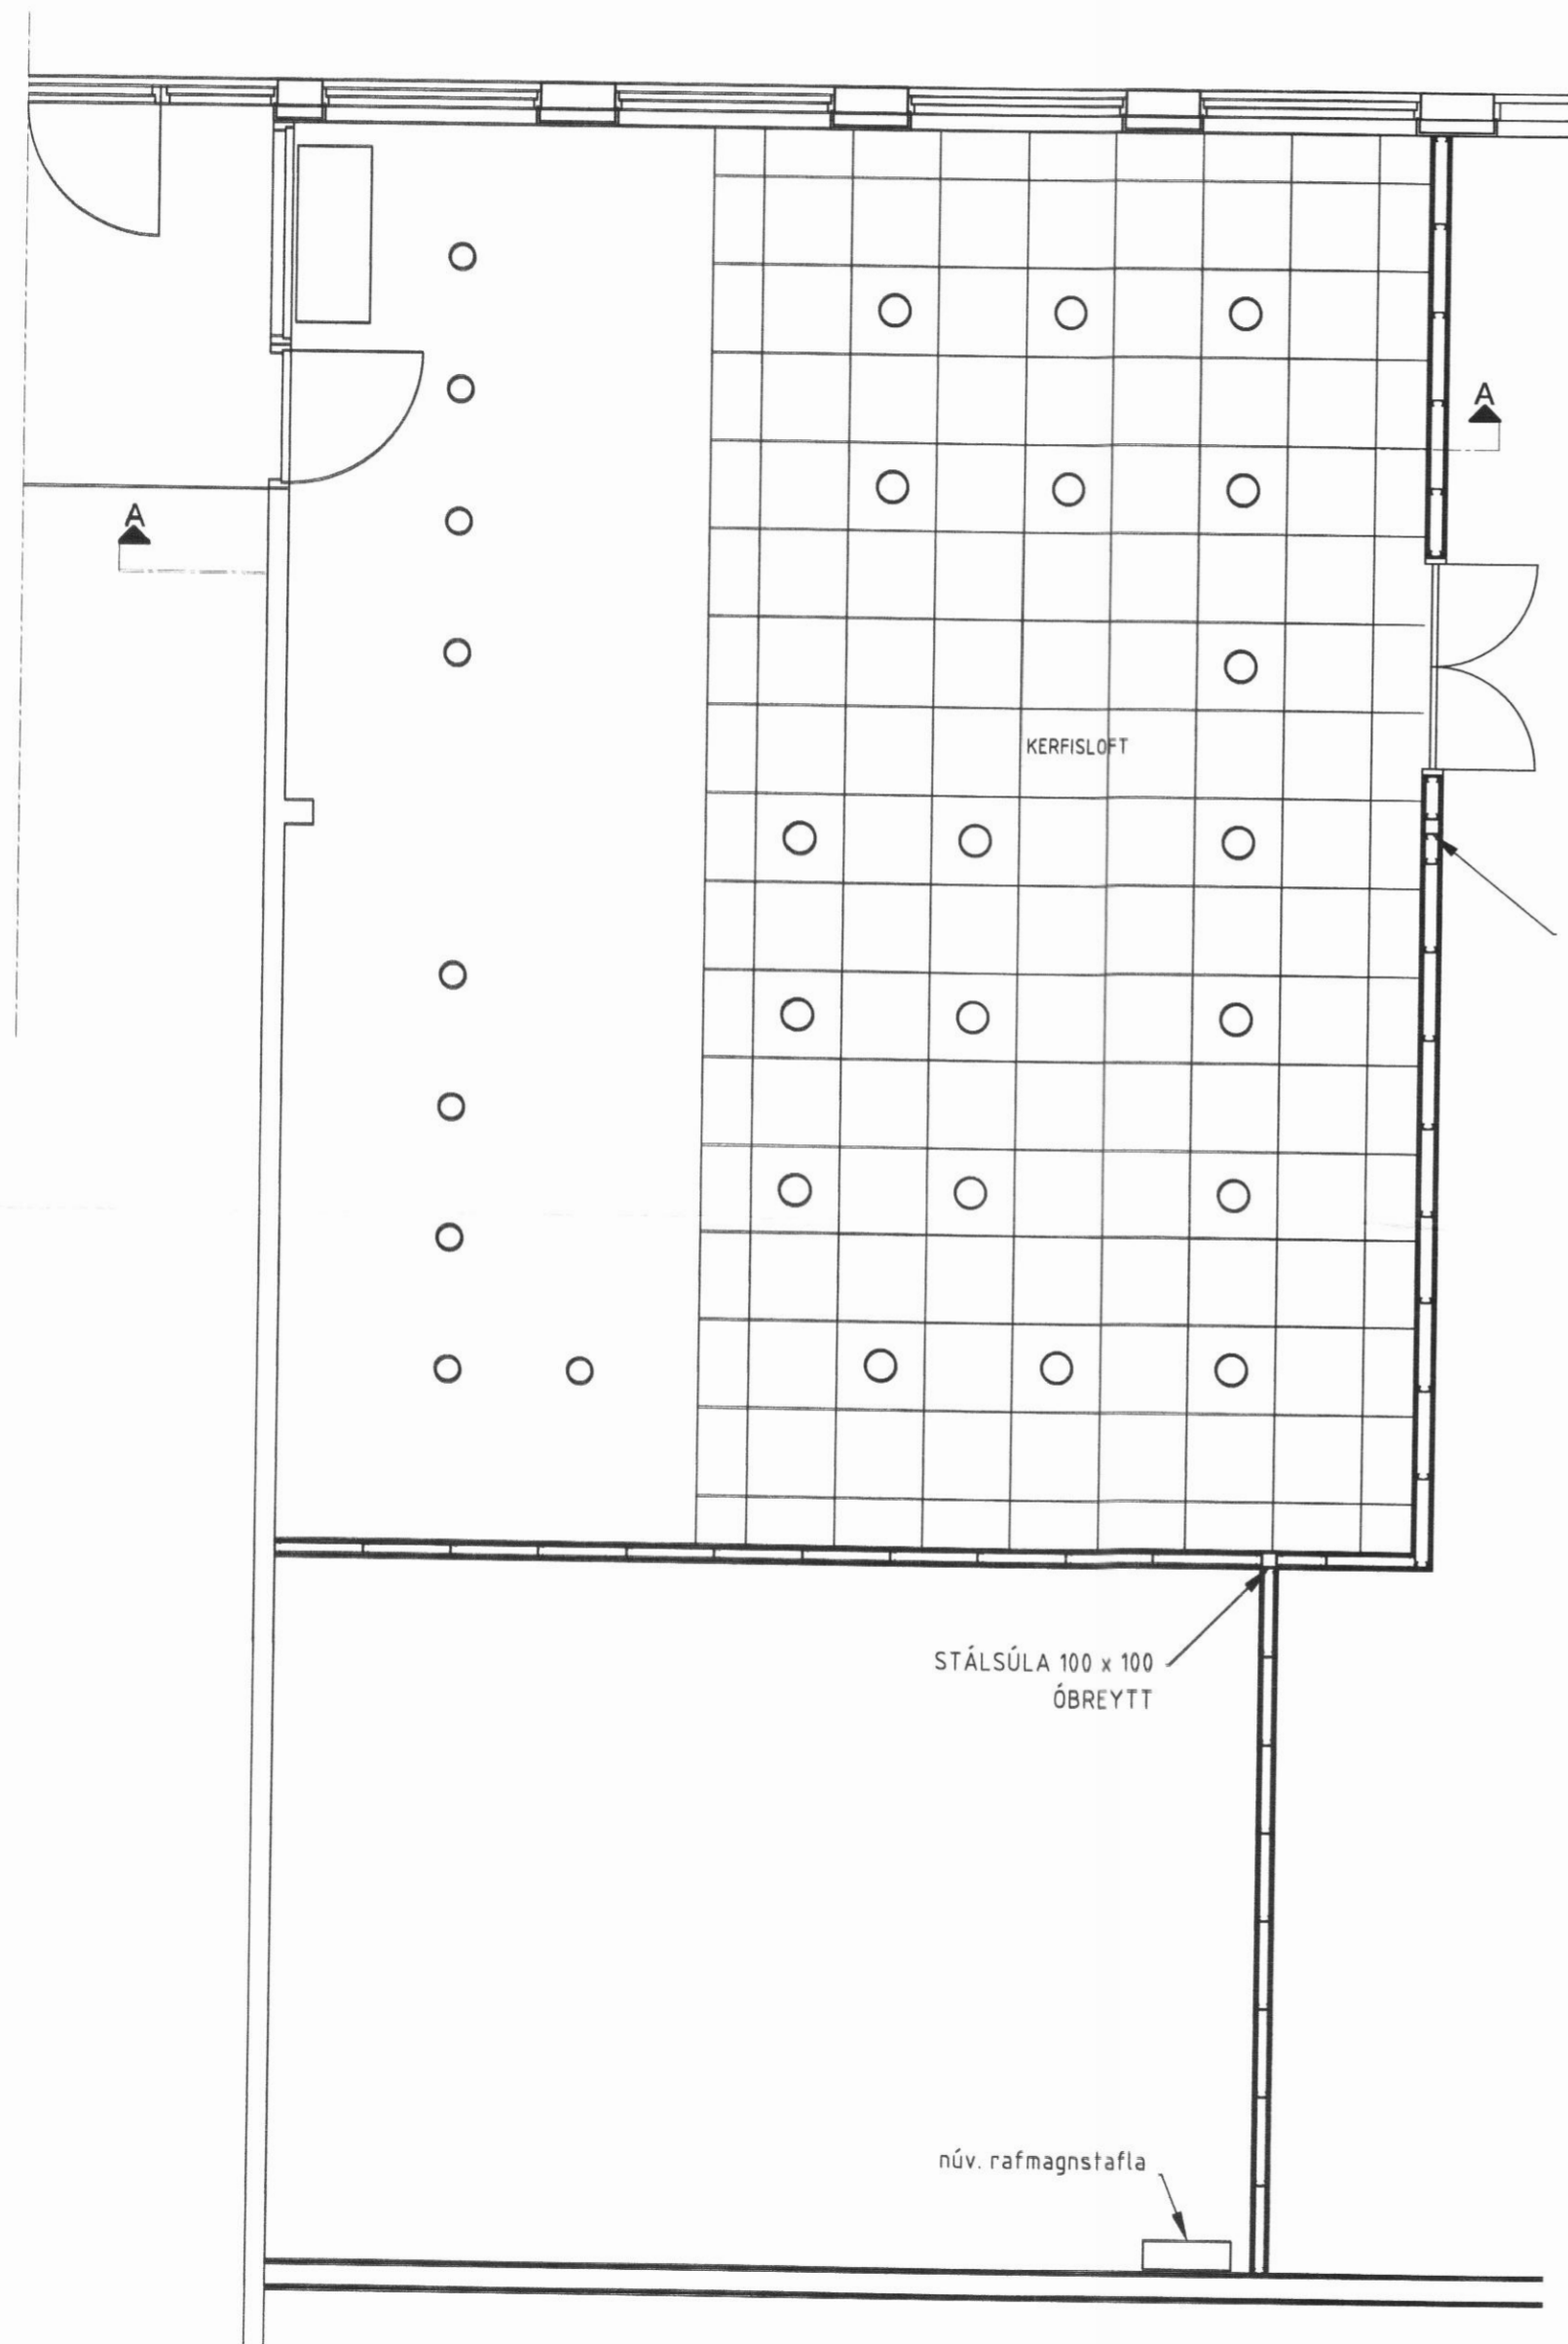 A
A
KERFISLOFT
STÁLSÚLA 100 x 100
ÓBREYTT
núv. rafmagnstafla